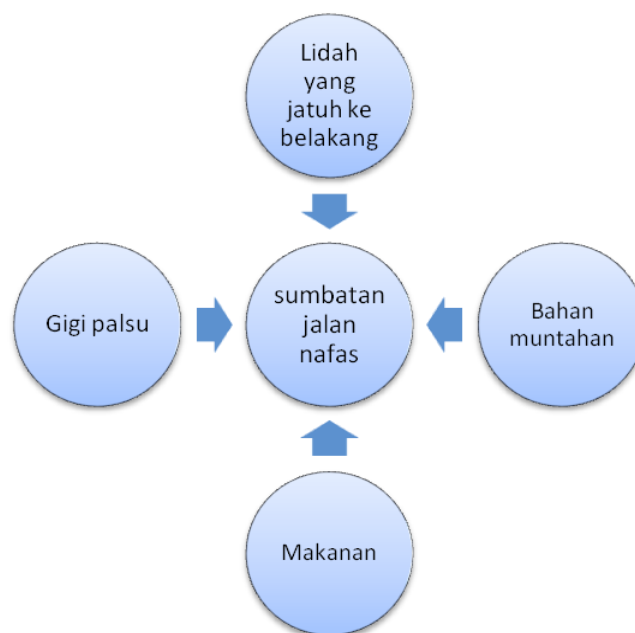 Lidah
yang
jatuh ke
belakang
Gigi palsu
sumbatan
jalan
nafas
Bahan
muntahan
Makanan